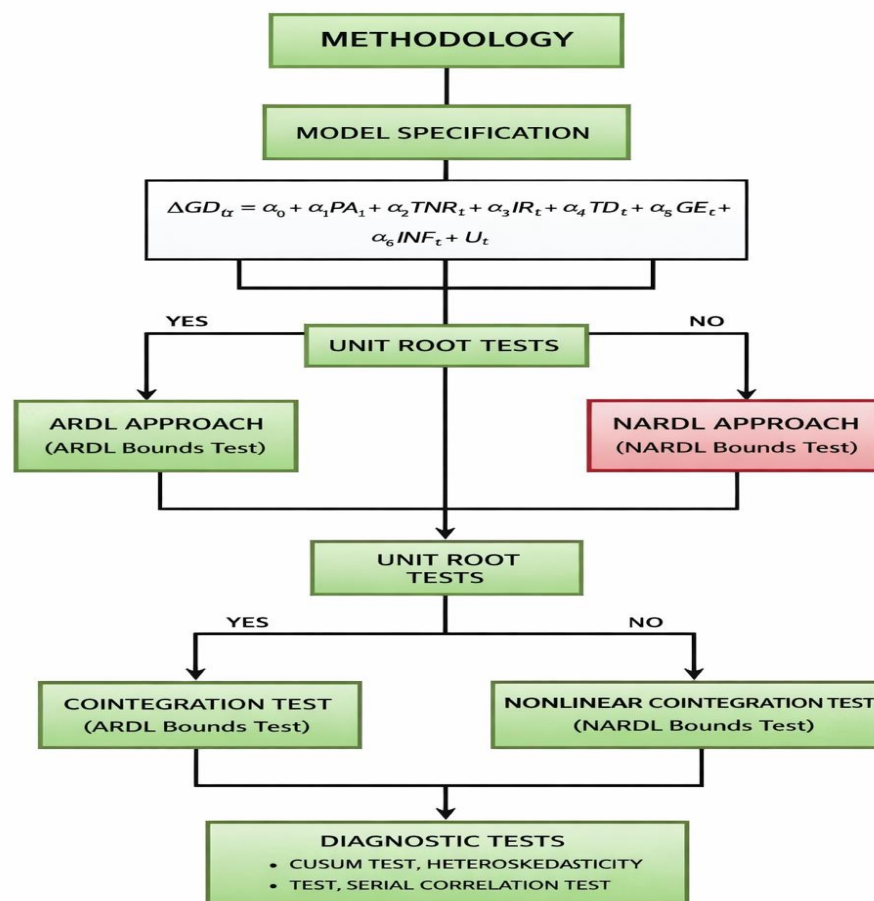 METHODOLOGY
MODEL SPECIFICATION
ΔGD_tr = α₀ + α₁PA₁ + α₂TNR_t + α₃IR_t + α₄TD_t + α₅GE_t +
α₆INF_t + U_t
YES
NO
UNIT ROOT TESTS
ARDL APPROACH
(ARDL Bounds Test)
NARDL APPROACH
(NARDL Bounds Test)
UNIT ROOT
TESTS
YES
NO
COINTEGRATION TEST
(ARDL Bounds Test)
NONLINEAR COINTEGRATION TEST
(NARDL Bounds Test)
DIAGNOSTIC TESTS
• CUSUM TEST, HETEROSKEDASTICITY
• TEST, SERIAL CORRELATION TEST